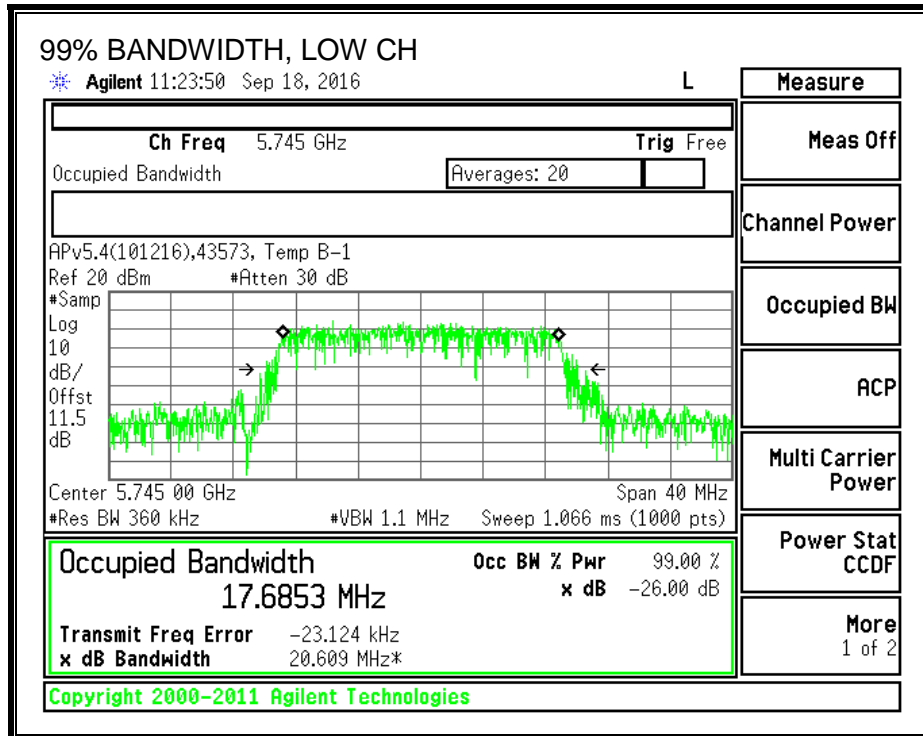 99% BANDWIDTH, LOW CH
Agilent 11:23:50 Sep 18, 2016 L
Measure
Ch Freq 5.745 GHz Trig Free
Meas Off
Occupied Bandwidth Averages: 20
Channel Power
APv5.4(101216),43573, Temp B-1
Ref 20 dBm #Atten 30 dB
#Samp
Log
10
dB/
Offst
11.5
dB
Occupied BW
ACP
Multi Carrier
Power
Center 5.745 00 GHz Span 40 MHz
#Res BW 360 kHz #VBW 1.1 MHz Sweep 1.066 ms (1000 pts)
Power Stat
CCDF
Occupied Bandwidth Occ BW % Pwr 99.00 %
17.6853 MHz x dB -26.00 dB
Transmit Freq Error -23.124 kHz
x dB Bandwidth 20.609 MHz*
More
1 of 2
Copyright 2000-2011 Agilent Technologies